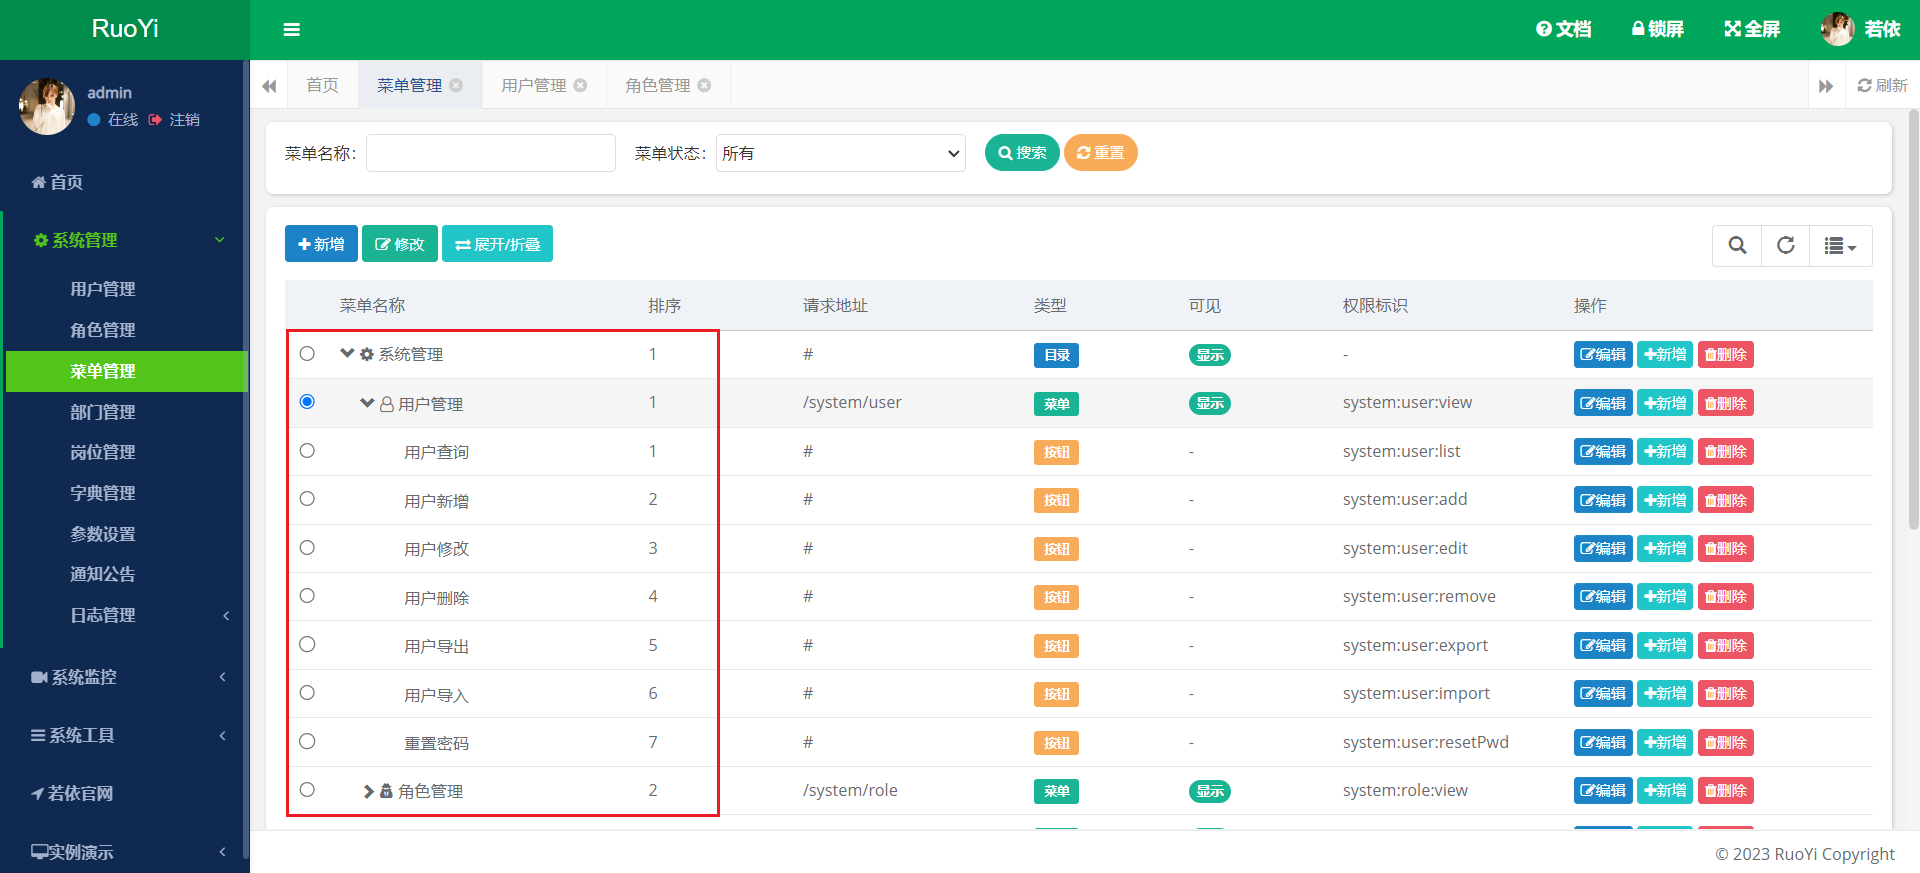 RuoYi
文档
锁屏
全屏
若依
admin
在线
注销
首页
系统管理
用户管理
角色管理
菜单管理
部门管理
岗位管理
字典管理
参数设置
通知公告
日志管理
系统监控
系统工具
若依官网
实例演示
首页
菜单管理
用户管理
角色管理
刷新
菜单名称：
菜单状态：
所有
搜索
重置
新增
修改
展开/折叠
菜单名称 排序 请求地址 类型 可见 权限标识 操作
系统管理 1 # 目录 显示 - 编辑 新增 删除
用户管理 1 /system/user 菜单 显示 system:user:view 编辑 新增 删除
用户查询 1 # 按钮 - system:user:list 编辑 新增 删除
用户新增 2 # 按钮 - system:user:add 编辑 新增 删除
用户修改 3 # 按钮 - system:user:edit 编辑 新增 删除
用户删除 4 # 按钮 - system:user:remove 编辑 新增 删除
用户导出 5 # 按钮 - system:user:export 编辑 新增 删除
用户导入 6 # 按钮 - system:user:import 编辑 新增 删除
重置密码 7 # 按钮 - system:user:resetPwd 编辑 新增 删除
角色管理 2 /system/role 菜单 显示 system:role:view 编辑 新增 删除
© 2023 RuoYi Copyright